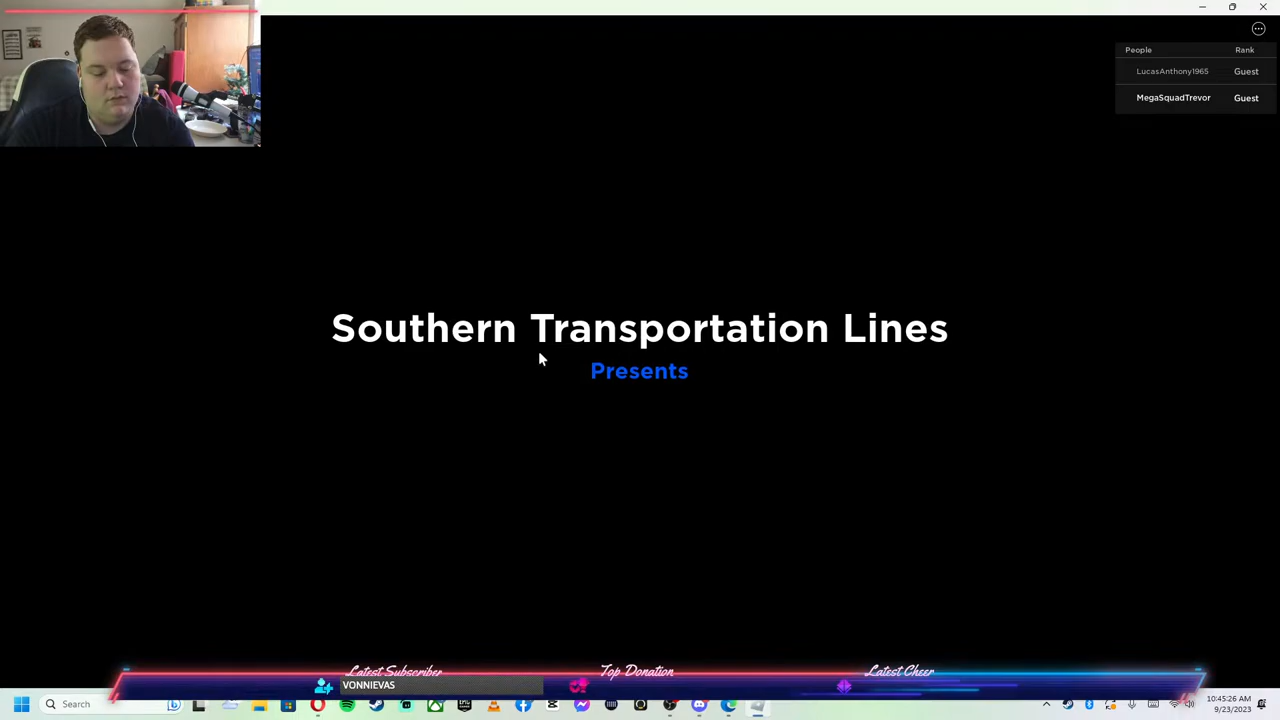 People Rank
LucasAnthony1965 Guest
MegaSquadTrevor Guest
Southern Transportation Lines
Presents
Latest Subscriber Top Donation Latest Cheer
VONNIEVAS
Search
10:45:26 AM
9/23/2023